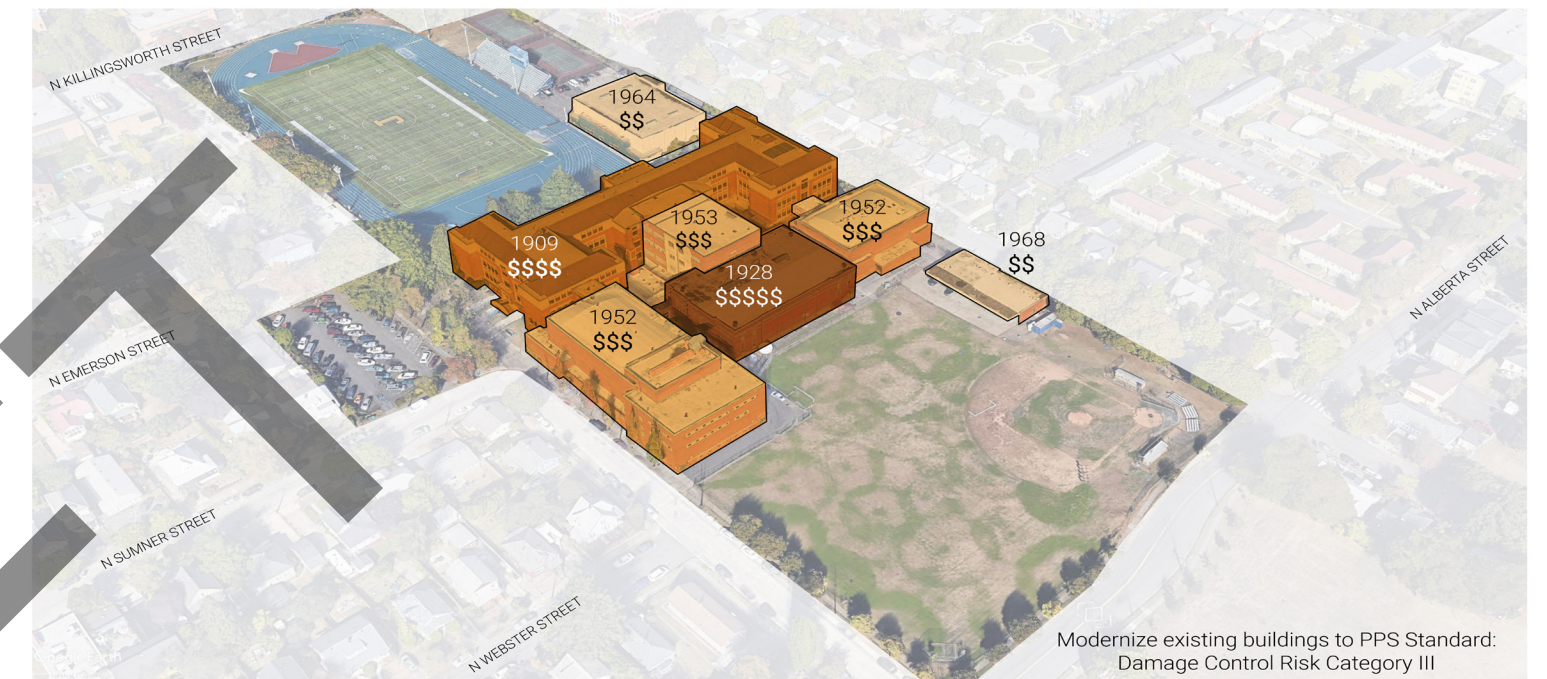 N KILLINGSWORTH STREET
1964
$$
1953
$$$
1952
$$$
1909
$$$$
1968
$$
1928
$$$$$
1952
$$$
N ALBERTA STREET
N EMERSON STREET
N SUMNER STREET
N WEBSTER STREET
Modernize existing buildings to PPS Standard:
Damage Control Risk Category III